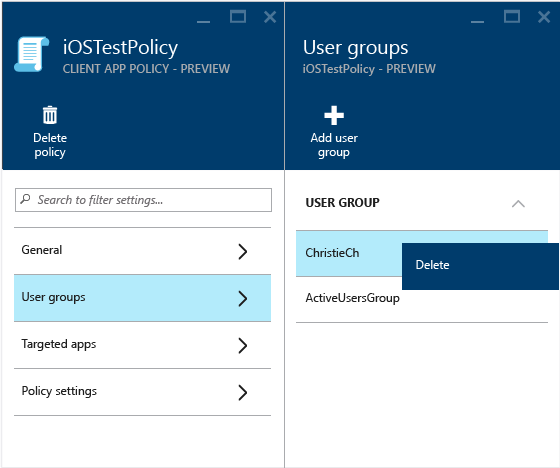 iOSTestPolicy
CLIENT APP POLICY - PREVIEW
Delete
policy
Search to filter settings...
General
User groups
Targeted apps
Policy settings
User groups
iOSTestPolicy - PREVIEW
Add user
group
USER GROUP
ChristieCh
Delete
ActiveUsersGroup